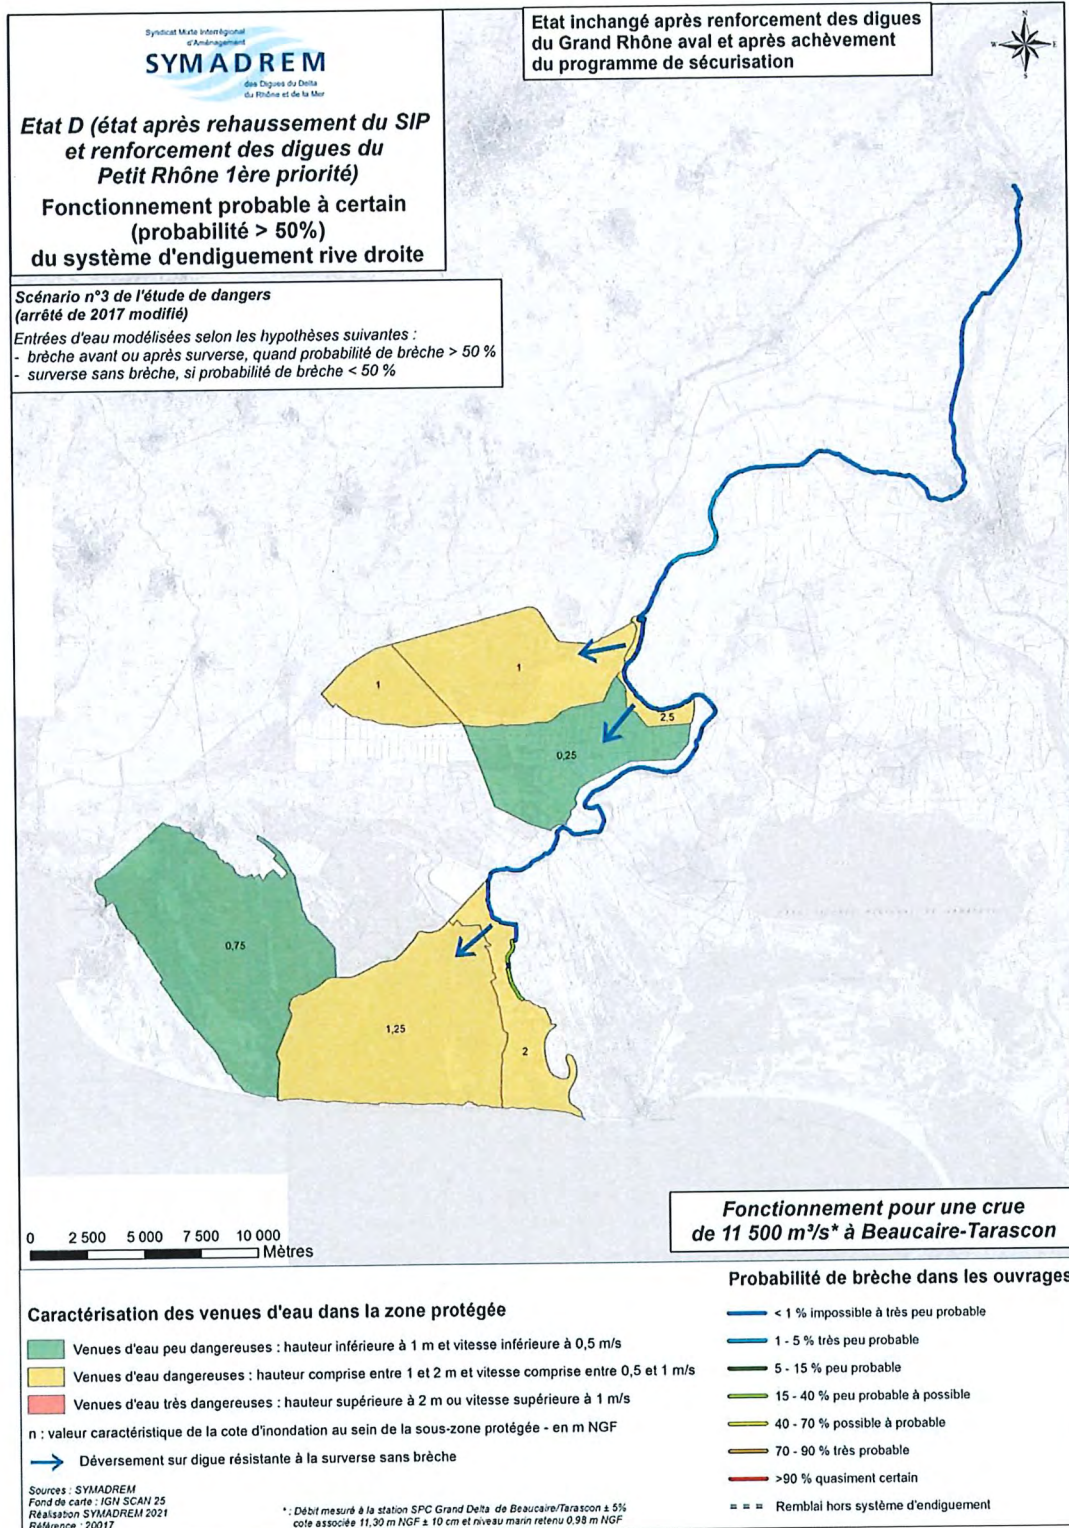 Syndicat Mixte Interrégional
d'Aménagement
SYMADREM
des Digues du Delta
du Rhône et de la Mer
Etat D (état après rehaussement du SIP
et renforcement des digues du
Petit Rhône 1ère priorité)
Fonctionnement probable à certain
(probabilité > 50%)
du système d'endiguement rive droite
Etat inchangé après renforcement des digues
du Grand Rhône aval et après achèvement
du programme de sécurisation
N
W
E
S
Scénario n°3 de l'étude de dangers
(arrêté de 2017 modifié)
Entrées d'eau modélisées selon les hypothèses suivantes :
- brèche avant ou après surverse, quand probabilité de brèche > 50 %
- surverse sans brèche, si probabilité de brèche < 50 %
1
1
2,5
0,25
0,75
1,25
2
0 2 500 5 000 7 500 10 000
Mètres
Fonctionnement pour une crue
de 11 500 m³/s* à Beaucaire-Tarascon
Caractérisation des venues d'eau dans la zone protégée
Venues d'eau peu dangereuses : hauteur inférieure à 1 m et vitesse inférieure à 0,5 m/s
Venues d'eau dangereuses : hauteur comprise entre 1 et 2 m et vitesse comprise entre 0,5 et 1 m/s
Venues d'eau très dangereuses : hauteur supérieure à 2 m ou vitesse supérieure à 1 m/s
n : valeur caractéristique de la cote d'inondation au sein de la sous-zone protégée - en m NGF
Déversement sur digue résistante à la surverse sans brèche
Probabilité de brèche dans les ouvrages
< 1 % impossible à très peu probable
1 - 5 % très peu probable
5 - 15 % peu probable
15 - 40 % peu probable à possible
40 - 70 % possible à probable
70 - 90 % très probable
>90 % quasiment certain
Remblai hors système d'endiguement
Sources : SYMADREM
Fond de carte : IGN SCAN 25
Réalisation SYMADREM 2021
Référence : 20017
* : Débit mesuré à la station SPC Grand Delta de Beaucaire/Tarascon ± 5%
cote associée 11,30 m NGF ± 10 cm et niveau marin retenu 0,98 m NGF